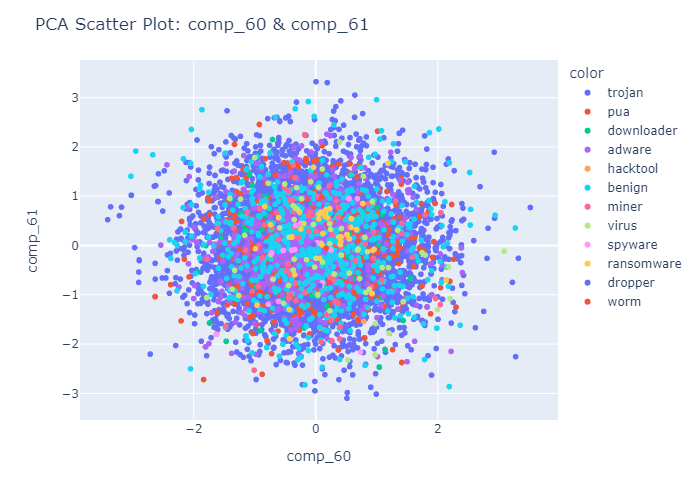 PCA Scatter Plot: comp_60 & comp_61
color
trojan
pua
downloader
adware
hacktool
benign
miner
virus
spyware
ransomware
dropper
worm
comp_61
3
2
1
0
−1
−2
−3
−2
0
2
comp_60